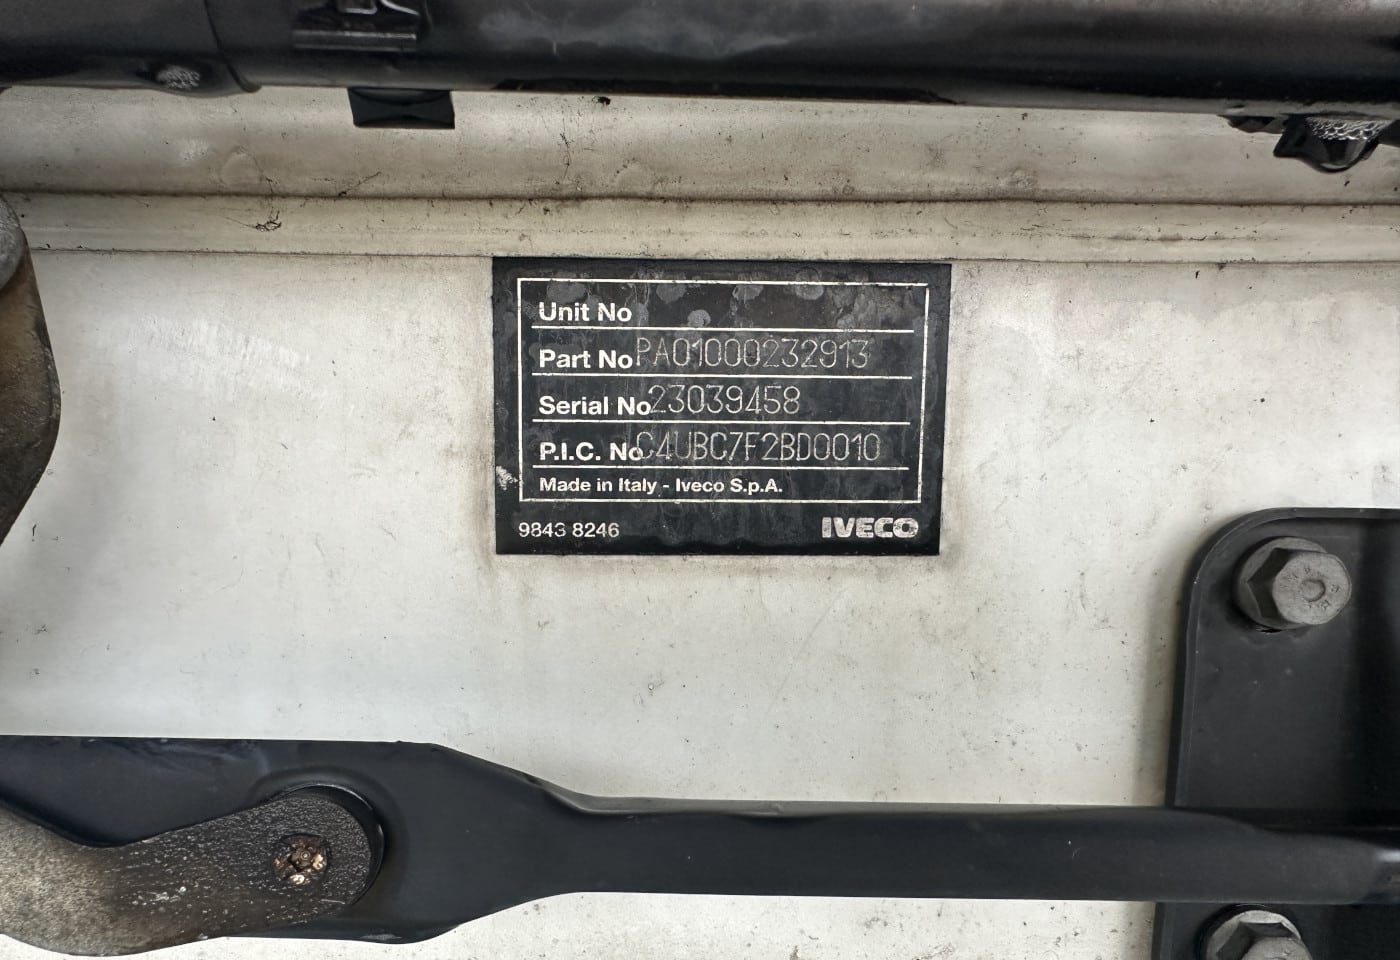 Unit No
Part No PA01000232913
Serial No 23039458
P.I.C. No C4UBC7F2BD0010
Made in Italy - Iveco S.p.A.
9843 8246 IVECO